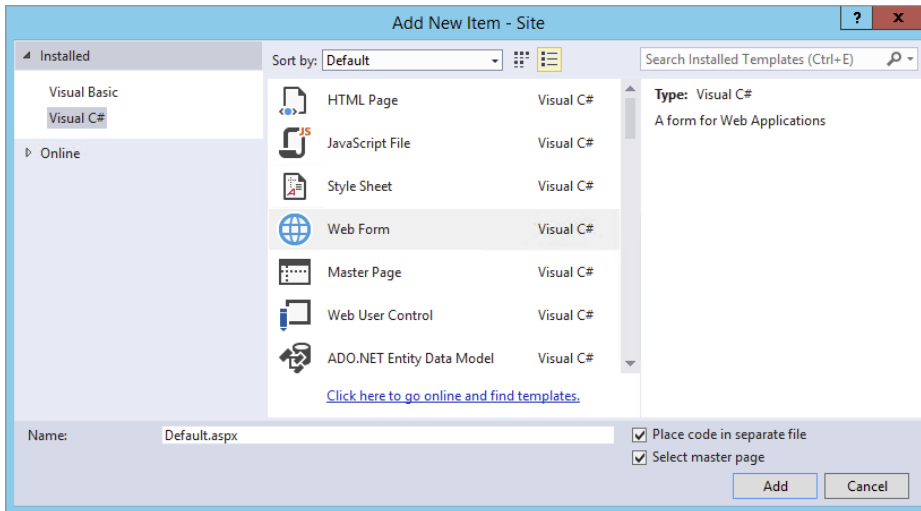 Add New Item - Site
? x
Installed
Visual Basic
Visual C#
Online
Sort by: Default
Search Installed Templates (Ctrl+E)
HTML Page Visual C#
JS JavaScript File Visual C#
A Style Sheet Visual C#
Web Form Visual C#
Master Page Visual C#
Web User Control Visual C#
ADO.NET Entity Data Model Visual C#
Click here to go online and find templates.
Type: Visual C#
A form for Web Applications
Name: Default.aspx
Place code in separate file
Select master page
Add Cancel